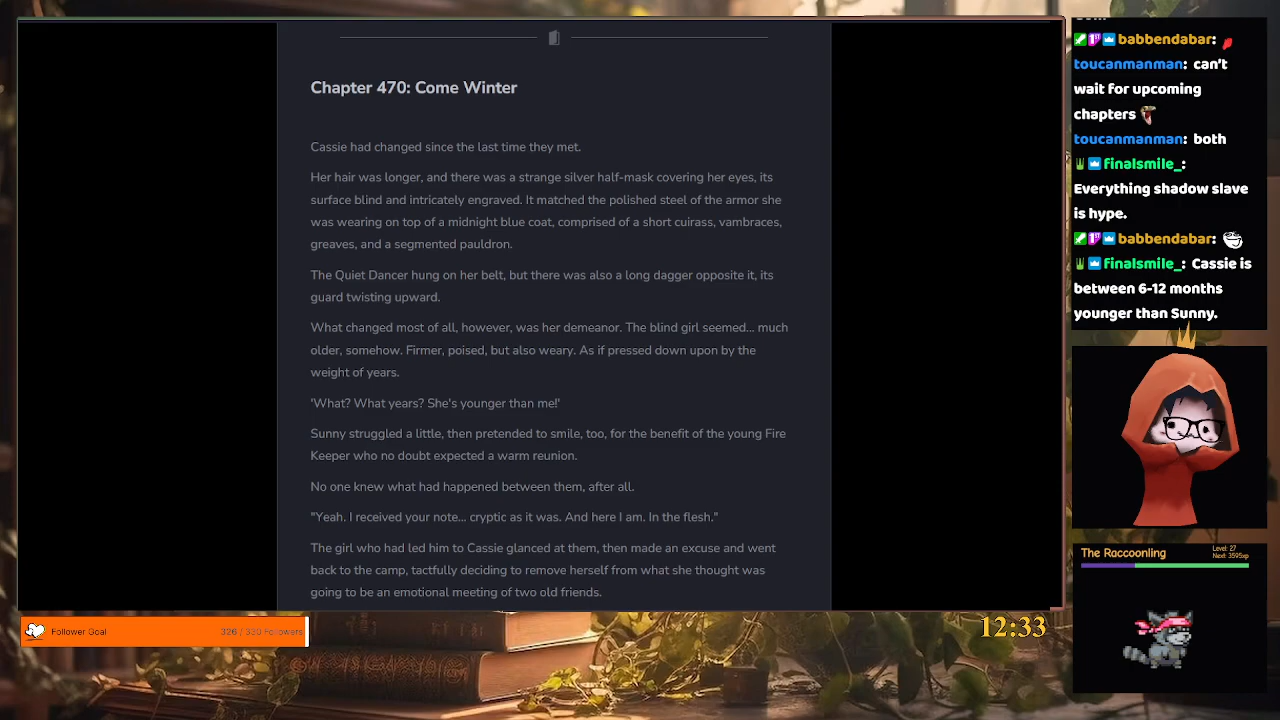 Chapter 470: Come Winter
Cassie had changed since the last time they met.
Her hair was longer, and there was a strange silver half-mask covering her eyes, its
surface blind and intricately engraved. It matched the polished steel of the armor she
was wearing on top of a midnight blue coat, comprised of a short cuirass, vambraces,
greaves, and a segmented pauldron.
The Quiet Dancer hung on her belt, but there was also a long dagger opposite it, its
guard twisting upward.
What changed most of all, however, was her demeanor. The blind girl seemed... much
older, somehow. Firmer, poised, but also weary. As if pressed down upon by the
weight of years.
'What? What years? She's younger than me!'
Sunny struggled a little, then pretended to smile, too, for the benefit of the young Fire
Keeper who no doubt expected a warm reunion.
No one knew what had happened between them, after all.
"Yeah. I received your note... cryptic as it was. And here I am. In the flesh."
The girl who had led him to Cassie glanced at them, then made an excuse and went
back to the camp, tactfully deciding to remove herself from what she thought was
going to be an emotional meeting of two old friends.
babbendabar:
toucanmanman: can't
wait for upcoming
chapters
toucanmanman: both
finalsmile_:
Everything shadow slave
is hype.
babbendabar:
finalsmile_: Cassie is
between 6-12 months
younger than Sunny.
The Raccoonling
Level: 27
Next: 3595xp
Follower Goal
326 / 330 Followers
12:33